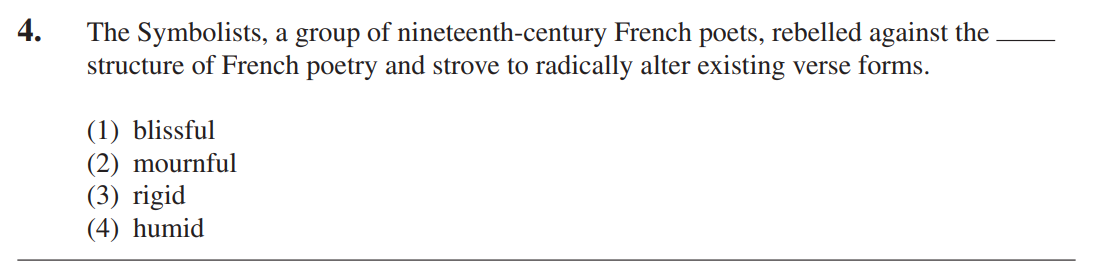 4. The Symbolists, a group of nineteenth-century French poets, rebelled against the ____
structure of French poetry and strove to radically alter existing verse forms.
(1) blissful
(2) mournful
(3) rigid
(4) humid